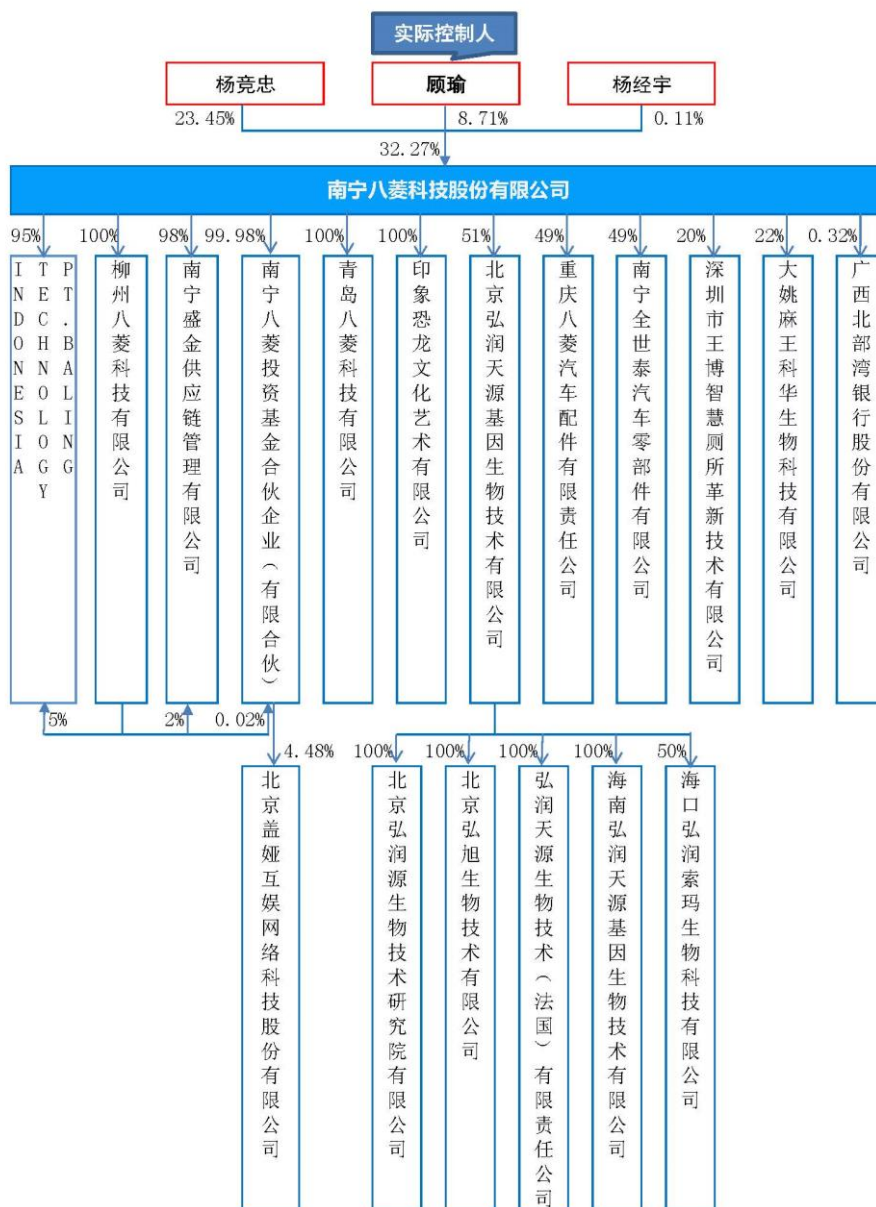 实际控制人
杨竞忠
顾瑜
杨经宇
23.45%
8.71%
0.11%
32.27%
南宁八菱科技股份有限公司
95%
100%
98%
99.98%
100%
100%
51%
49%
49%
20%
22%
0.32%
PT.BALING
TECHNOLOGY
INDONESIA
柳州八菱科技有限公司
南宁盛金供应链管理有限公司
南宁八菱投资基金合伙企业（有限合伙）
青岛八菱科技有限公司
印象恐龙文化艺术有限公司
北京弘润天源基因生物技术有限公司
重庆八菱汽车配件有限责任公司
南宁全世泰汽车零部件有限公司
深圳市王博智慧厕所革新技术有限公司
大姚麻王科华生物科技有限公司
广西北部湾银行股份有限公司
5%
2%
0.02%
4.48%
100%
100%
100%
100%
50%
北京盖娅互娱网络科技股份有限公司
北京弘润源生物技术研究院有限公司
北京弘旭生物技术有限公司
弘润天源生物技术（法国）有限责任公司
海南弘润天源基因生物技术有限公司
海口弘润索玛生物科技有限公司